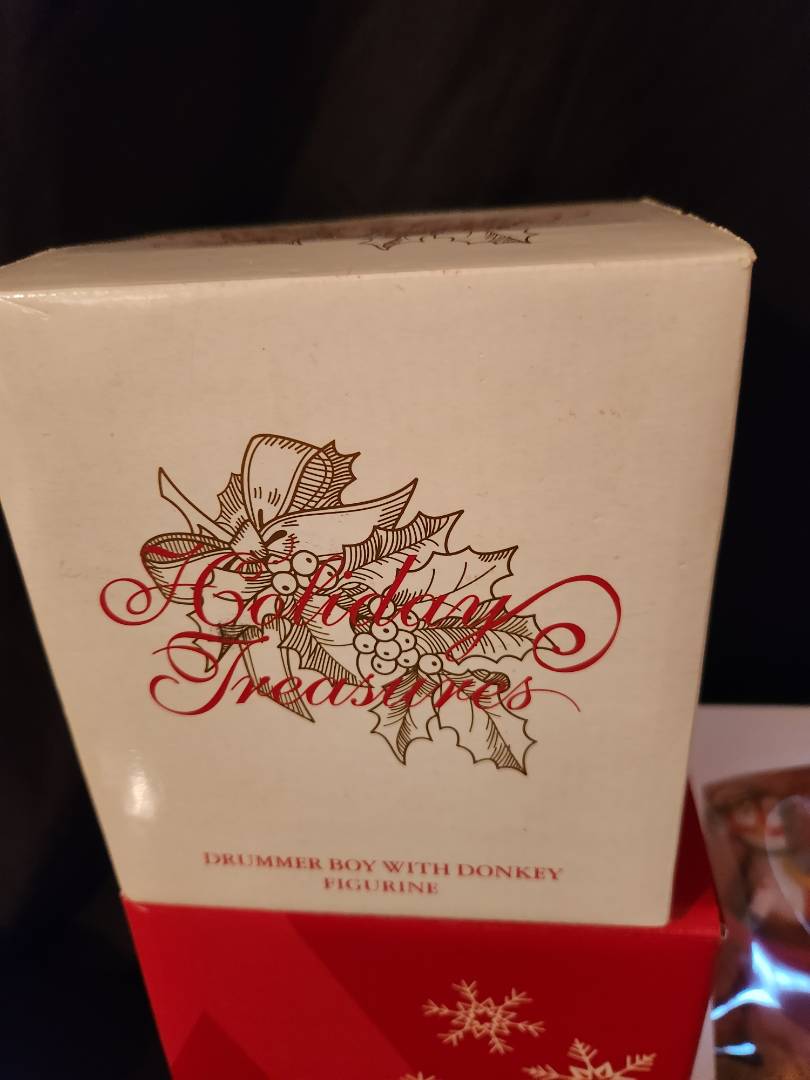 Holiday
Treasures
DRUMMER BOY WITH DONKEY
FIGURINE